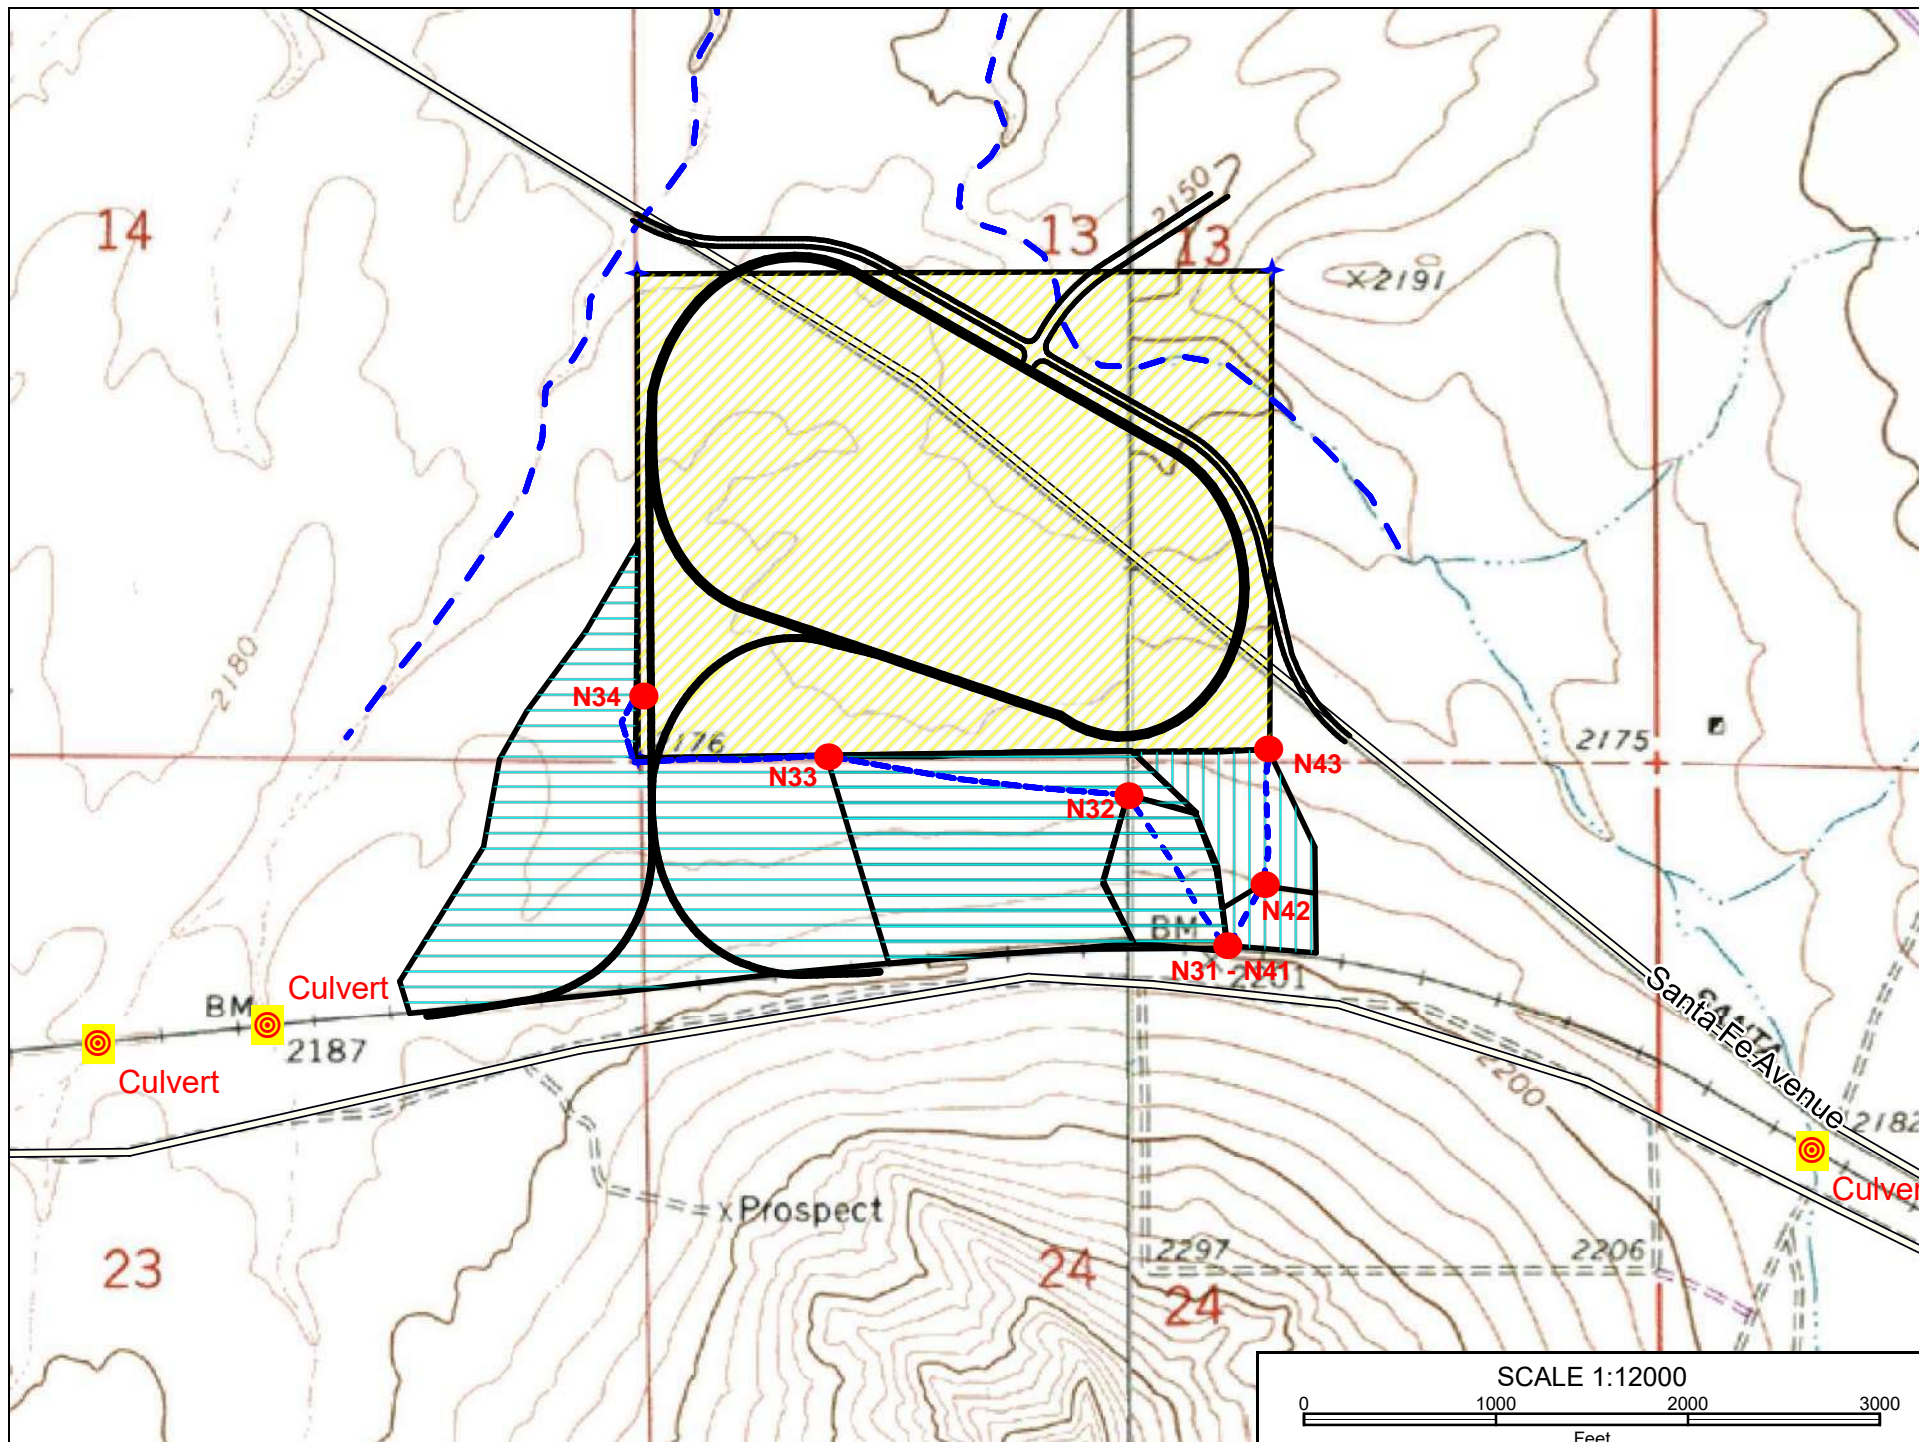 14
13
13
2150
X2191
2180
N34
176
N33
N32
N43
2175
N42
BM
N31 - N41
2201
Culvert
BM
2187
Culvert
Santa Fe Avenue
SANTA
2200
2182
Culver
Prospect
2297
2206
23
24
24
SCALE 1:12000
0 1000 2000 3000
Feet